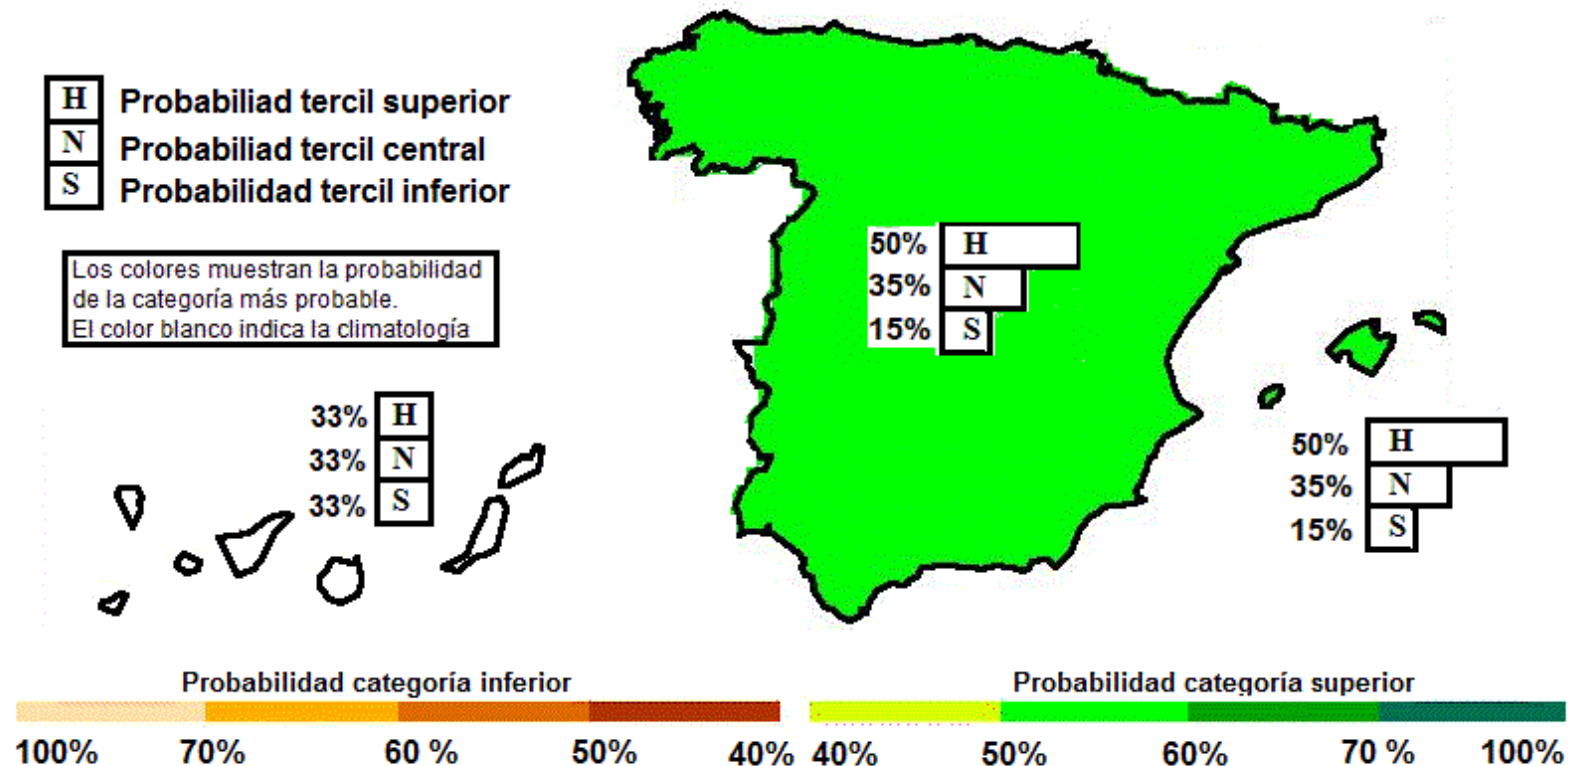 H Probabiliad tercil superior
N Probabiliad tercil central
S Probabilidad tercil inferior
Los colores muestran la probabilidad
de la categoría más probable.
El color blanco indica la climatología
50% H
35% N
15% S
33% H
33% N
33% S
50% H
35% N
15% S
Probabilidad categoría inferior
100% 70% 60 % 50% 40%
Probabilidad categoría superior
40% 50% 60% 70 % 100%